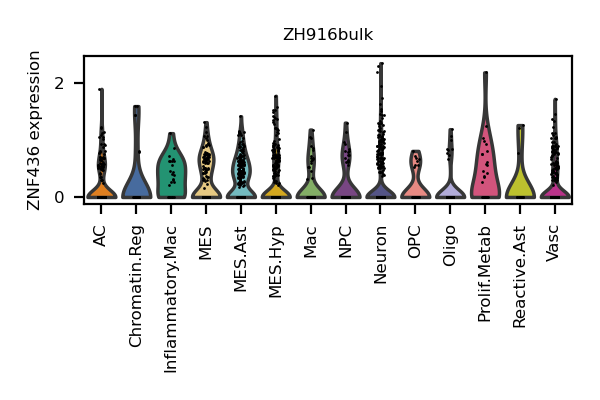 ZH916bulk
ZNF436 expression
2
0
AC
Chromatin.Reg
Inflammatory.Mac
MES
MES.Ast
MES.Hyp
Mac
NPC
Neuron
OPC
Oligo
Prolif.Metab
Reactive.Ast
Vasc